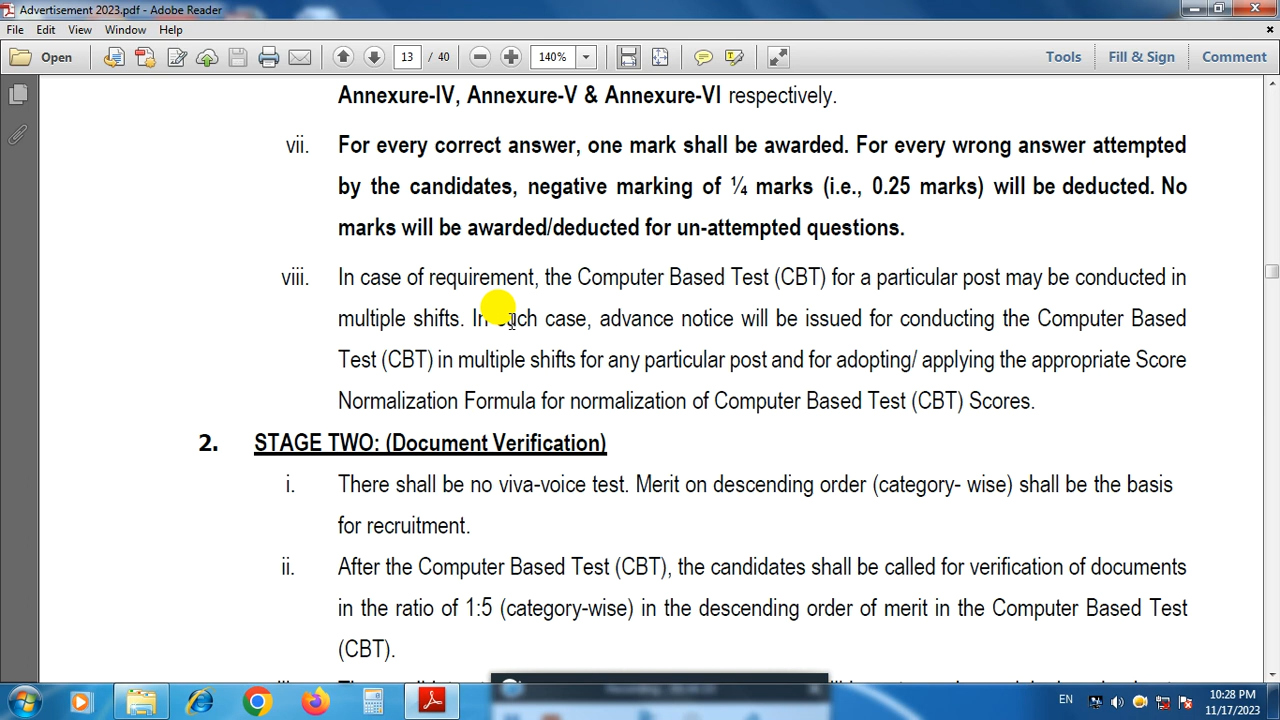 Advertisement 2023.pdf - Adobe Reader
File Edit View Window Help
Open 13 / 40 140% Tools Fill & Sign Comment
Annexure-IV, Annexure-V & Annexure-VI respectively.
vii. For every correct answer, one mark shall be awarded. For every wrong answer attempted
by the candidates, negative marking of ¼ marks (i.e., 0.25 marks) will be deducted. No
marks will be awarded/deducted for un-attempted questions.
viii. In case of requirement, the Computer Based Test (CBT) for a particular post may be conducted in
multiple shifts. In such case, advance notice will be issued for conducting the Computer Based
Test (CBT) in multiple shifts for any particular post and for adopting/ applying the appropriate Score
Normalization Formula for normalization of Computer Based Test (CBT) Scores.
2. STAGE TWO: (Document Verification)
i. There shall be no viva-voice test. Merit on descending order (category- wise) shall be the basis
for recruitment.
ii. After the Computer Based Test (CBT), the candidates shall be called for verification of documents
in the ratio of 1:5 (category-wise) in the descending order of merit in the Computer Based Test
(CBT).
EN 10:28 PM
11/17/2023